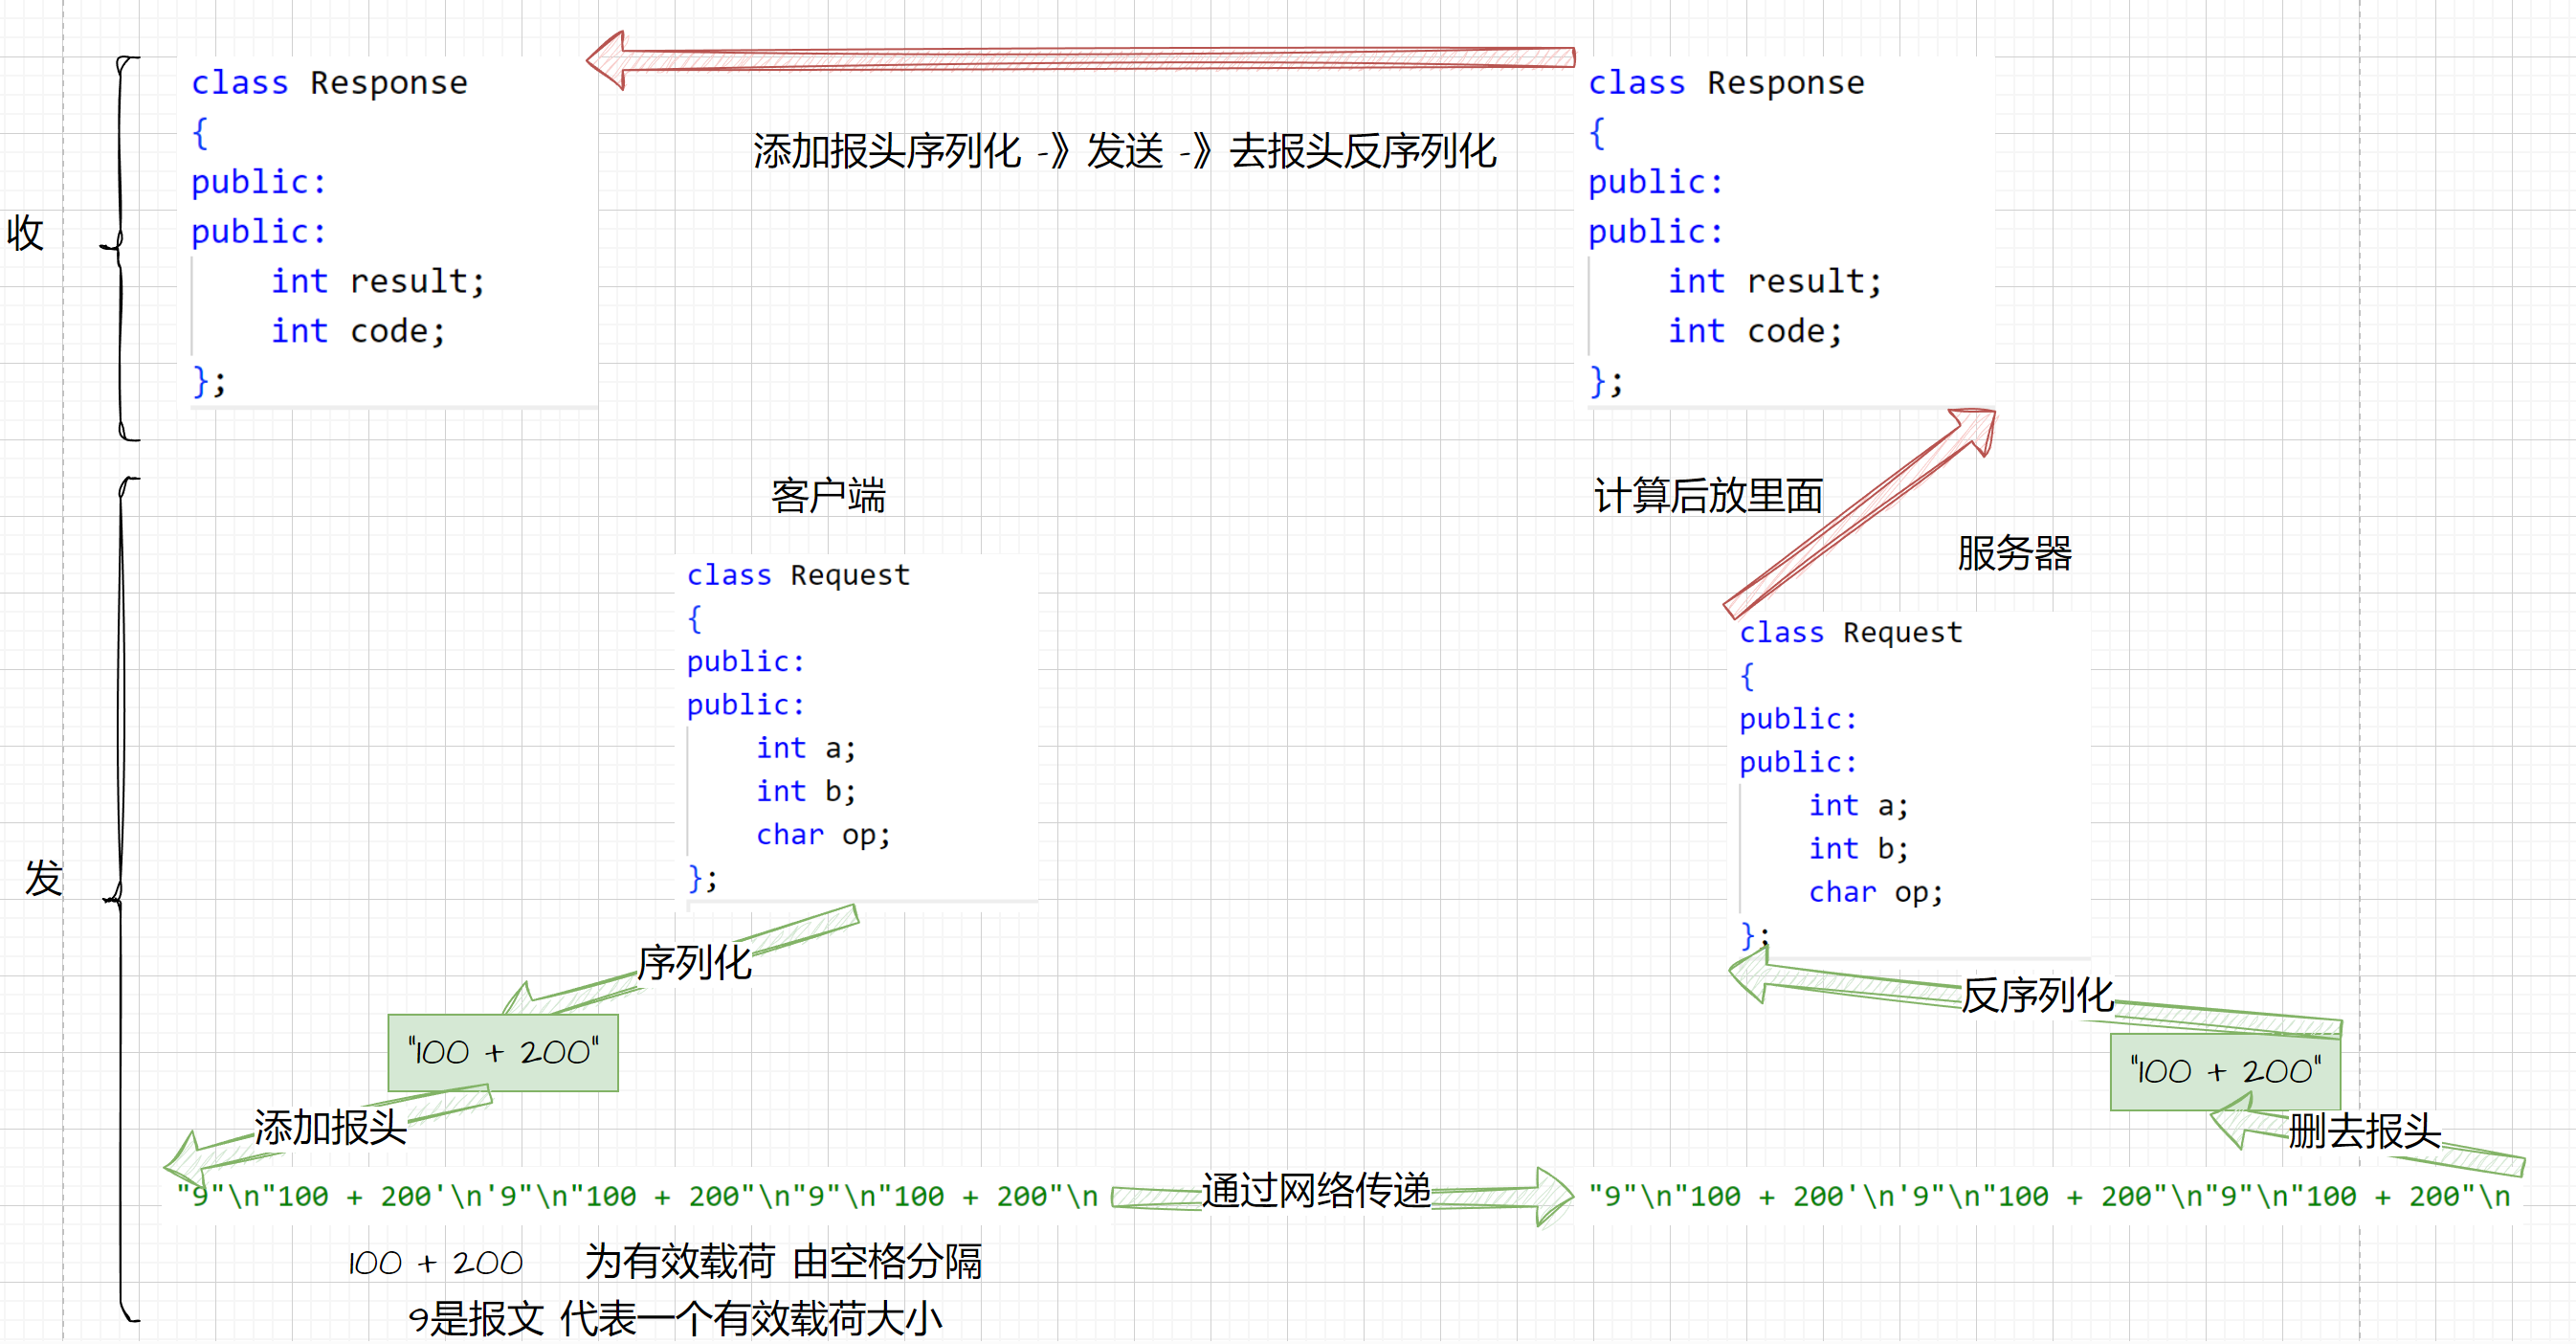 收
class Response
{
public:
public:
    int result;
    int code;
};
添加报头序列化 -》发送 -》去报头反序列化
class Response
{
public:
public:
    int result;
    int code;
};
发
客户端
计算后放里面
服务器
class Request
{
public:
public:
    int a;
    int b;
    char op;
};
class Request
{
public:
public:
    int a;
    int b;
    char op;
};
序列化
反序列化
"100 + 200"
"100 + 200"
添加报头
删去报头
"9"\n"100 + 200'\n'9"\n"100 + 200"\n"9"\n"100 + 200"\n
通过网络传递
"9"\n"100 + 200'\n'9"\n"100 + 200"\n"9"\n"100 + 200"\n
100 + 200 为有效载荷 由空格分隔
9是报文 代表一个有效载荷大小